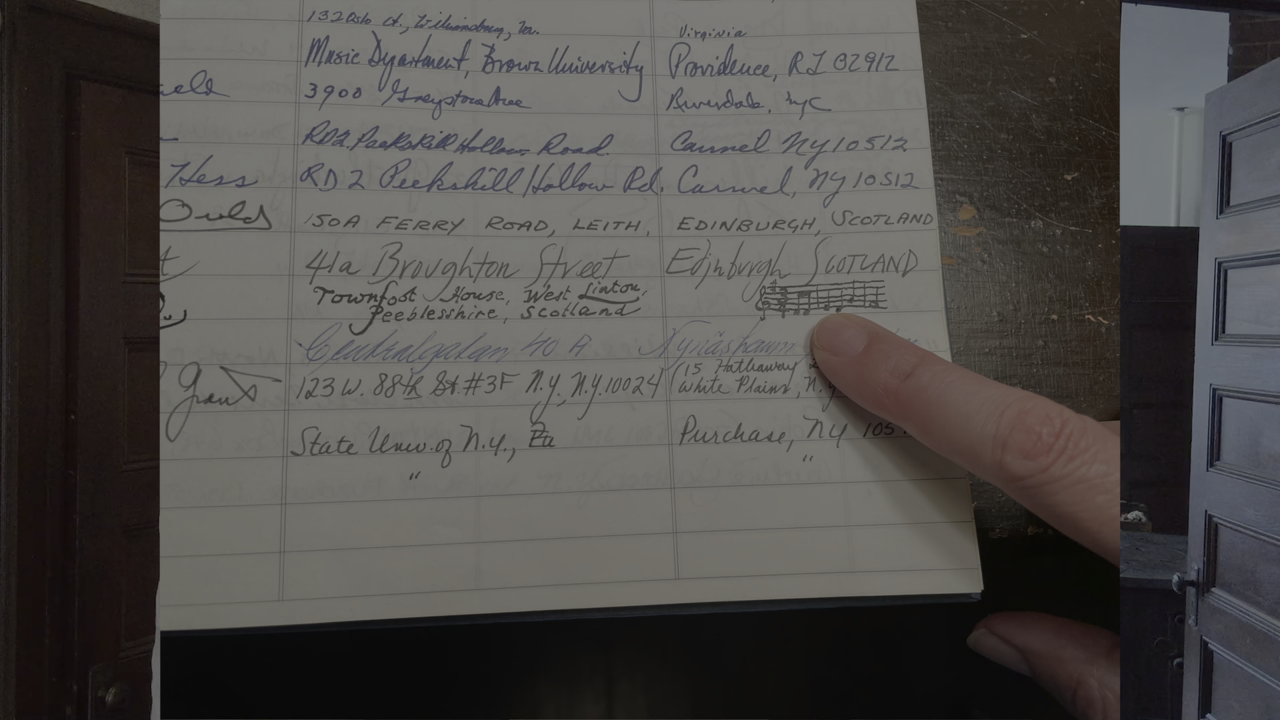 132 Oslo Ct., Williamsburg, Va. Virginia
Music Department, Brown University Providence, RI 02912
3900 Greystone Ave Riverdale, NYC
RD2 Peekskill Hollow Road Carmel NY 10512
Hess RD 2 Peekskill Hollow Rd. Carmel, NY 10512
Ould 150A FERRY ROAD, LEITH, EDINBURGH, SCOTLAND
41a Broughton Street Edinburgh SCOTLAND
Townfoot House, West Linton,
Peeblesshire, Scotland
Centralgatan 40 A
Grant 123 W. 88th St. #3F N.Y., N.Y. 10024 (15 Hathaway
White Plains, N.Y
State Univ. of N.Y., Purchase, NY 105
" "